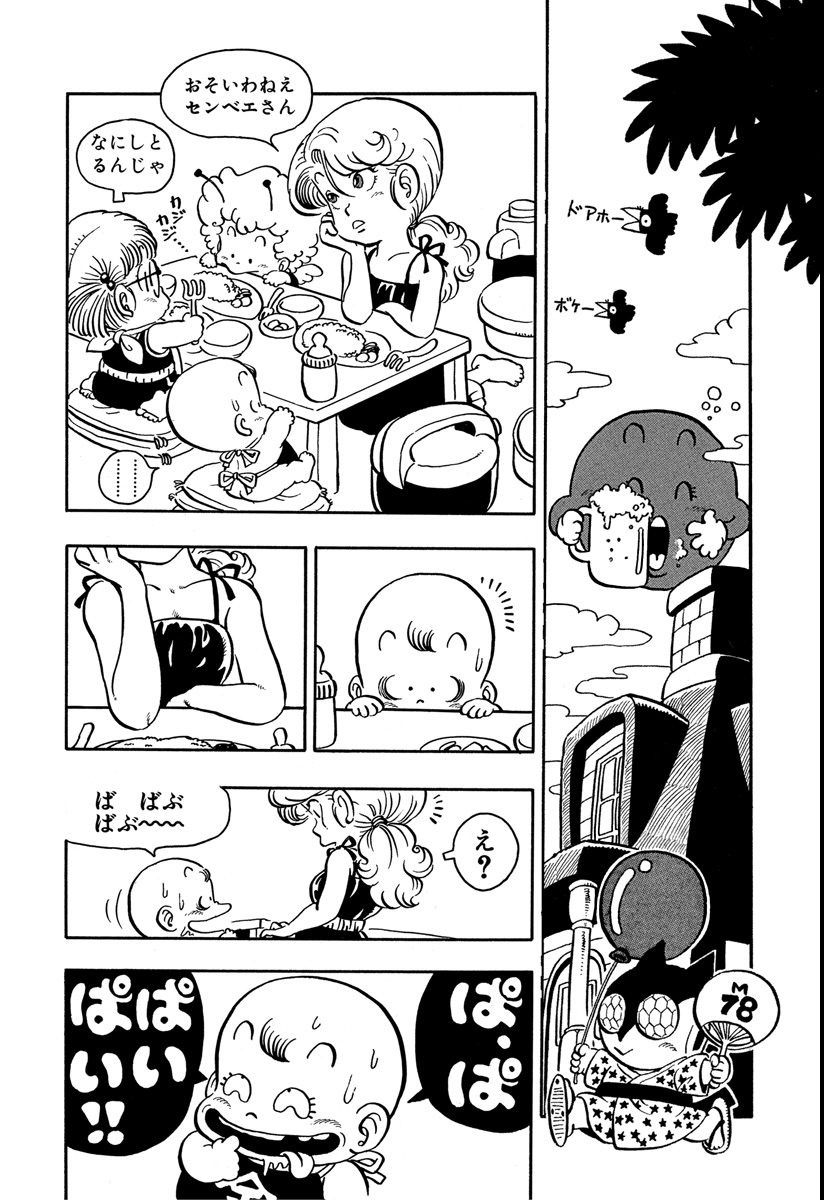 ドアホー
ボケー
M
78
おそいわねえ
センベエさん
なにしと
るんじゃ
カジ
カジ…
え?
ば ばぶ
ばぶ~~~
ぱ・ぱ
ぱい
ぱい!!